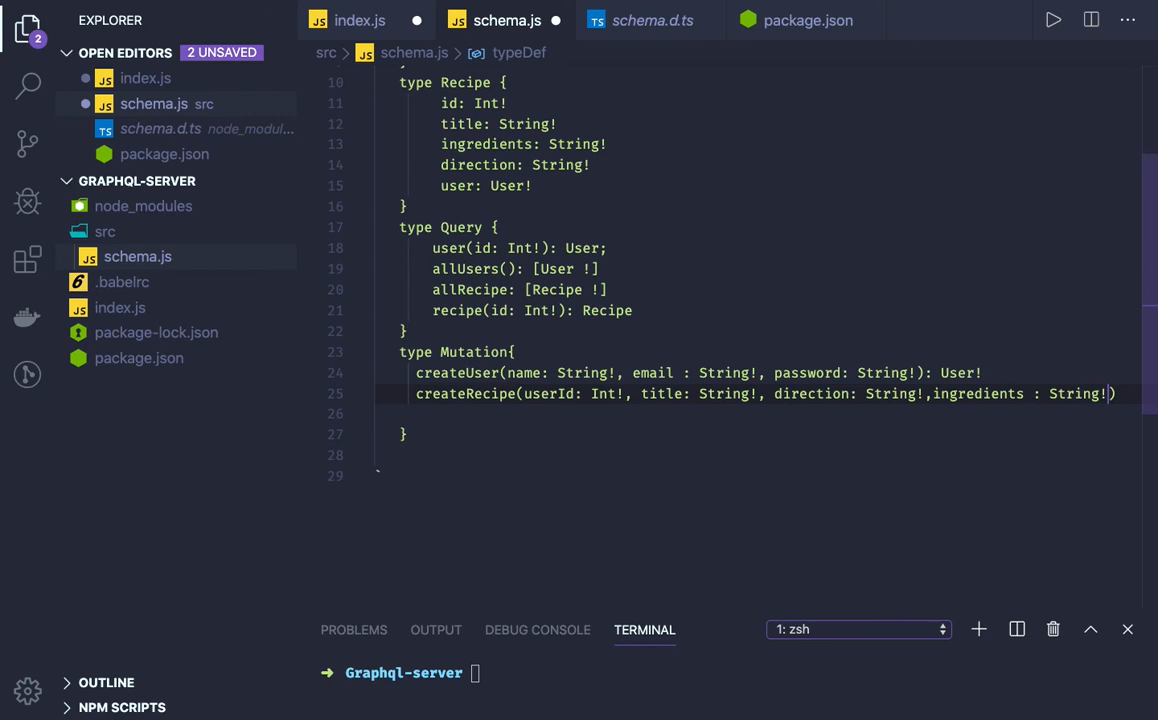 EXPLORER
index.js
schema.js
schema.d.ts
package.json
OPEN EDITORS 2 UNSAVED
index.js
schema.js src
schema.d.ts node_modul...
package.json
GRAPHQL-SERVER
node_modules
src
schema.js
.babelrc
index.js
package-lock.json
package.json
2
src > schema.js > typeDef
10 type Recipe {
11 id: Int!
12 title: String!
13 ingredients: String!
14 direction: String!
15 user: User!
16 }
17 type Query {
18 user(id: Int!): User;
19 allUsers(): [User !]
20 allRecipe: [Recipe !]
21 recipe(id: Int!): Recipe
22 }
23 type Mutation{
24 createUser(name: String!, email : String!, password: String!): User!
25 createRecipe(userId: Int!, title: String!, direction: String!,ingredients : String!)
26
27 }
28
29 `
PROBLEMS OUTPUT DEBUG CONSOLE TERMINAL 1: zsh
➜ Graphql-server
OUTLINE
NPM SCRIPTS